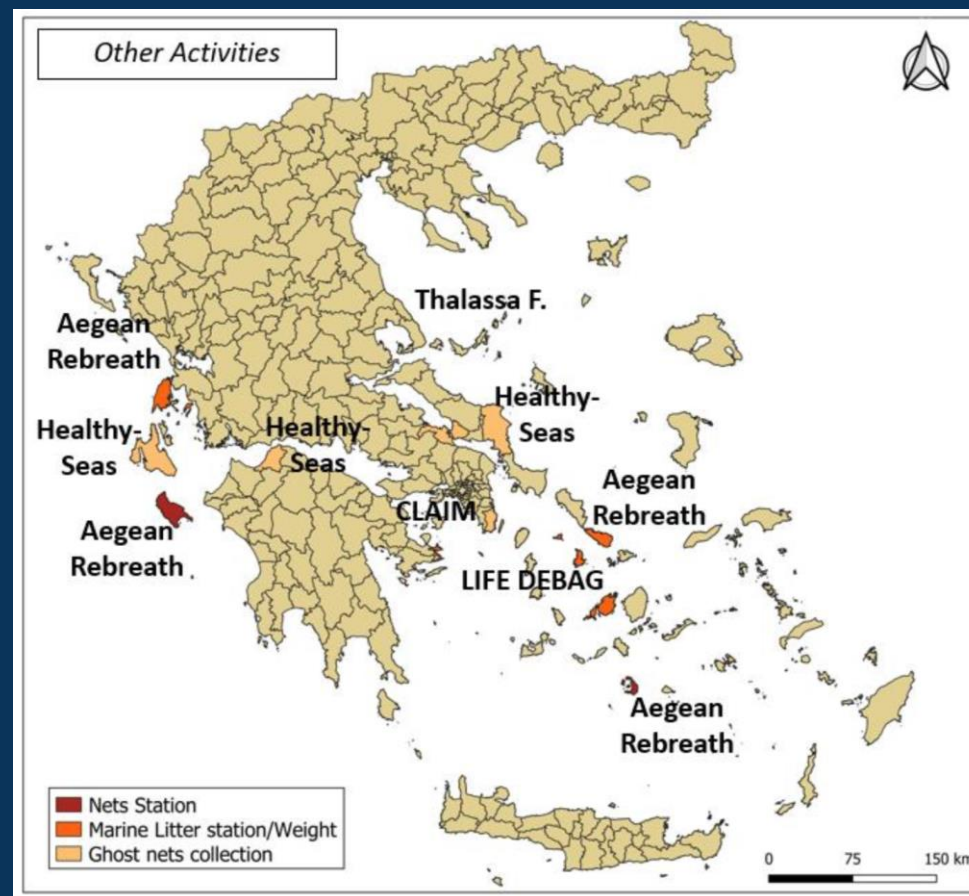 Other Activities
Thalassa F.
Aegean
Rebreath
Healthy-
Seas
Healthy-
Seas
Healthy-
Seas
Aegean
Rebreath
CLAIM
Aegean
Rebreath
LIFE DEBAG
Aegean
Rebreath
Nets Station
Marine Litter station/Weight
Ghost nets collection
0 75 150 km